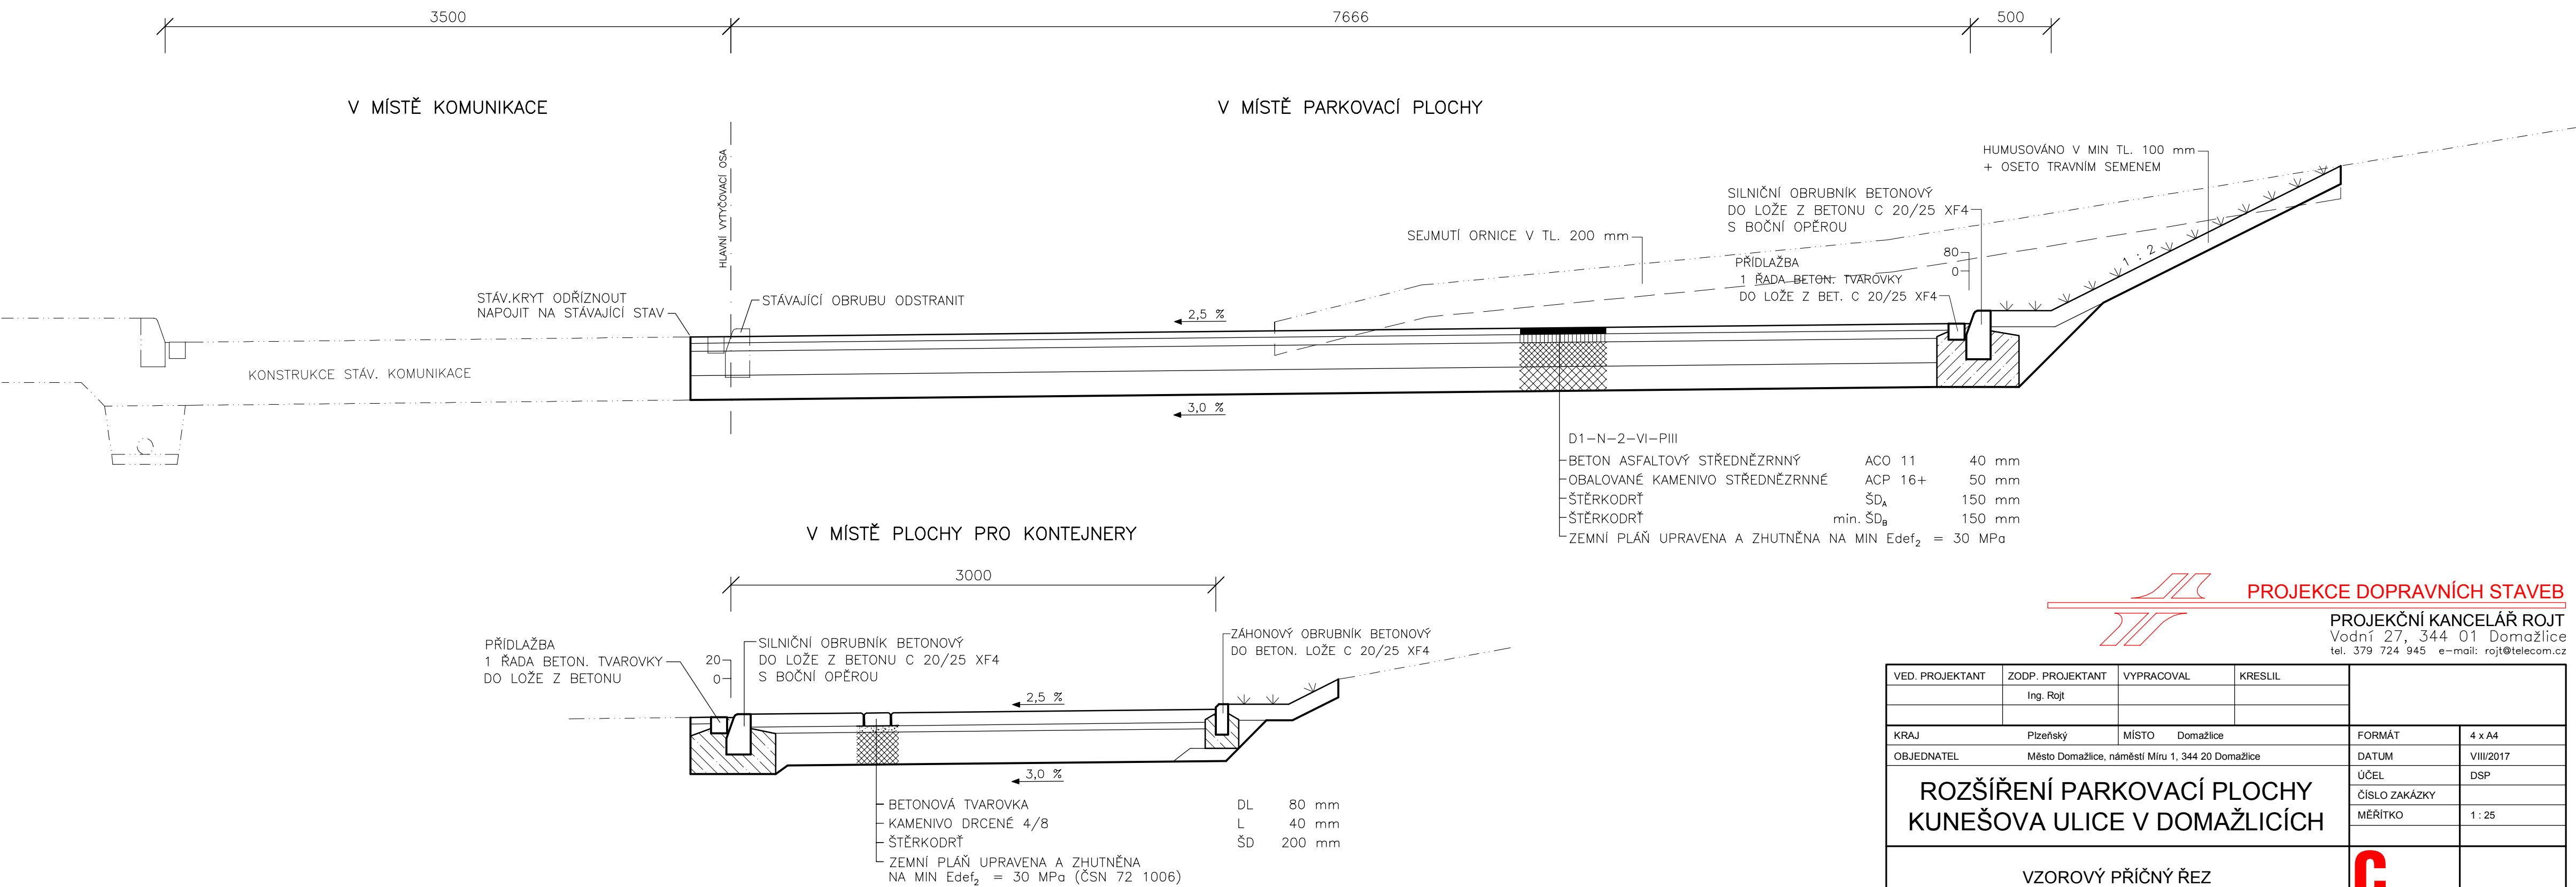 3500
7666
500
V MÍSTĚ KOMUNIKACE
V MÍSTĚ PARKOVACÍ PLOCHY
HLAVNÍ VYTYČOVACÍ OSA
HUMUSOVÁNO V MIN TL. 100 mm
+ OSETO TRAVNÍM SEMENEM
SILNIČNÍ OBRUBNÍK BETONOVÝ
DO LOŽE Z BETONU C 20/25 XF4
S BOČNÍ OPĚROU
SEJMUTÍ ORNICE V TL. 200 mm
80
0
1 : 2
PŘÍDLAŽBA
1 ŘADA BETON. TVAROVKY
DO LOŽE Z BET. C 20/25 XF4
STÁV.KRYT ODŘÍZNOUT
NAPOJIT NA STÁVAJÍCÍ STAV
STÁVAJÍCÍ OBRUBU ODSTRANIT
2,5 %
KONSTRUKCE STÁV. KOMUNIKACE
3,0 %
D1-N-2-VI-PIII
BETON ASFALTOVÝ STŘEDNĚZRNNÝ ACO 11 40 mm
OBALOVANÉ KAMENIVO STŘEDNĚZRNNÉ ACP 16+ 50 mm
ŠTĚRKODRŤ ŠDA 150 mm
ŠTĚRKODRŤ min. ŠDB 150 mm
ZEMNÍ PLÁŇ UPRAVENA A ZHUTNĚNA NA MIN Edef2 = 30 MPa
V MÍSTĚ PLOCHY PRO KONTEJNERY
3000
PŘÍDLAŽBA
1 ŘADA BETON. TVAROVKY
DO LOŽE Z BETONU
20
0
SILNIČNÍ OBRUBNÍK BETONOVÝ
DO LOŽE Z BETONU C 20/25 XF4
S BOČNÍ OPĚROU
ZÁHONOVÝ OBRUBNÍK BETONOVÝ
DO BETON. LOŽE C 20/25 XF4
2,5 %
3,0 %
BETONOVÁ TVAROVKA DL 80 mm
KAMENIVO DRCENÉ 4/8 L 40 mm
ŠTĚRKODRŤ ŠD 200 mm
ZEMNÍ PLÁŇ UPRAVENA A ZHUTNĚNA
NA MIN Edef2 = 30 MPa (ČSN 72 1006)
PROJEKCE DOPRAVNÍCH STAVEB
PROJEKČNÍ KANCELÁŘ ROJT
Vodní 27, 344 01 Domažlice
tel. 379 724 945 e-mail: rojt@telecom.cz
VED. PROJEKTANT ZODP. PROJEKTANT VYPRACOVAL KRESLIL
Ing. Rojt
KRAJ Plzeňský MÍSTO Domažlice
OBJEDNATEL Město Domažlice, náměstí Míru 1, 344 20 Domažlice
FORMÁT 4 x A4
DATUM VIII/2017
ÚČEL DSP
ČÍSLO ZAKÁZKY
MĚŘÍTKO 1 : 25
ROZŠÍŘENÍ PARKOVACÍ PLOCHY
KUNEŠOVA ULICE V DOMAŽLICÍCH
VZOROVÝ PŘÍČNÝ ŘEZ